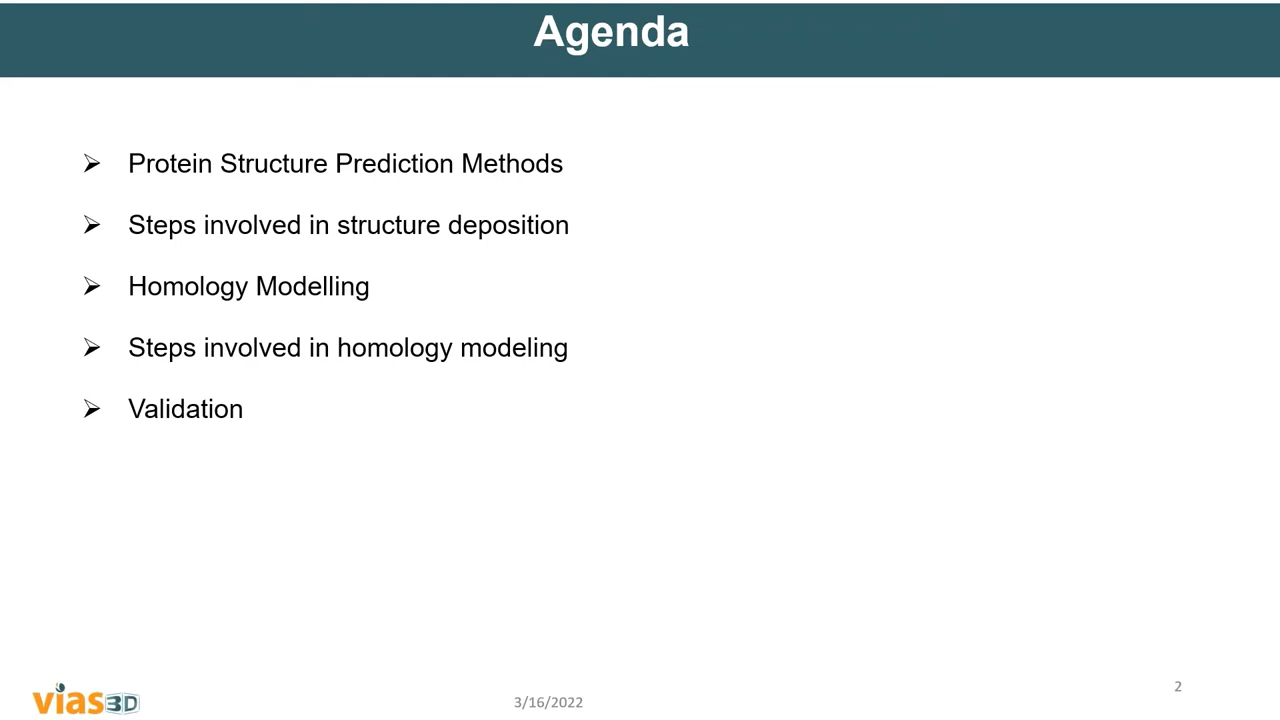 Agenda
➢ Protein Structure Prediction Methods
➢ Steps involved in structure deposition
➢ Homology Modelling
➢ Steps involved in homology modeling
➢ Validation
vias3D
3/16/2022
2